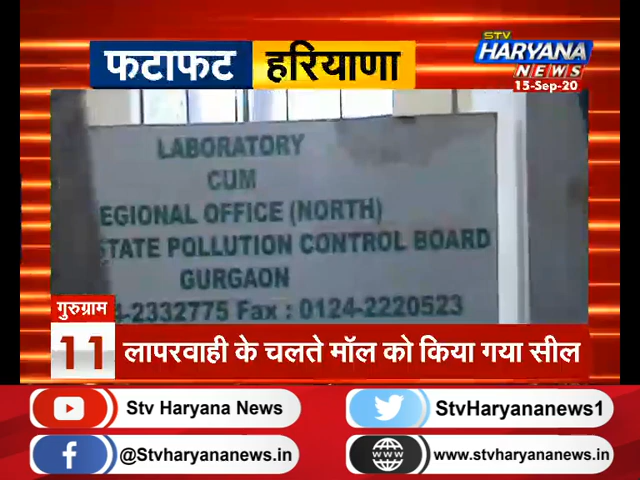 फटाफट हरियाणा
STV
HARYANA
NEWS
15-Sep-20
LABORATORY
CUM
EGIONAL OFFICE (NORTH)
STATE POLLUTION CONTROL BOARD
GURGAON
4-2332775 Fax : 0124-2220523
गुरुग्राम
11 लापरवाही के चलते मॉल को किया गया सील
Stv Haryana News
StvHaryananews1
@Stvharyananews.in
www.stvharyananews.in